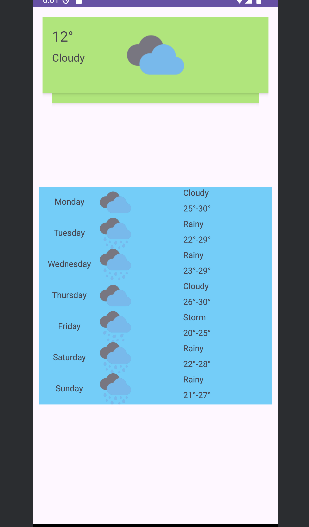 12°
Cloudy
Monday
Cloudy
25°-30°
Tuesday
Rainy
22°-29°
Wednesday
Rainy
23°-29°
Thursday
Cloudy
26°-30°
Friday
Storm
20°-25°
Saturday
Rainy
22°-28°
Sunday
Rainy
21°-27°